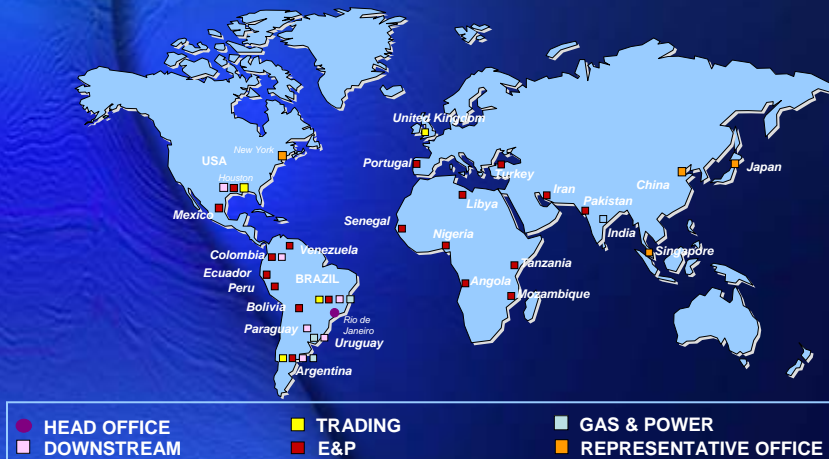 United Kingdom
New York
USA
Portugal
Turkey
Japan
Houston
China
Iran
Pakistan
Libya
Mexico
Senegal
Nigeria
India
Venezuela
Singapore
Colombia
Tanzania
Ecuador
BRAZIL
Peru
Angola
Mozambique
Bolivia
Rio de
Janeiro
Paraguay
Uruguay
Argentina
HEAD OFFICE
TRADING
GAS & POWER
DOWNSTREAM
E&P
REPRESENTATIVE OFFICE